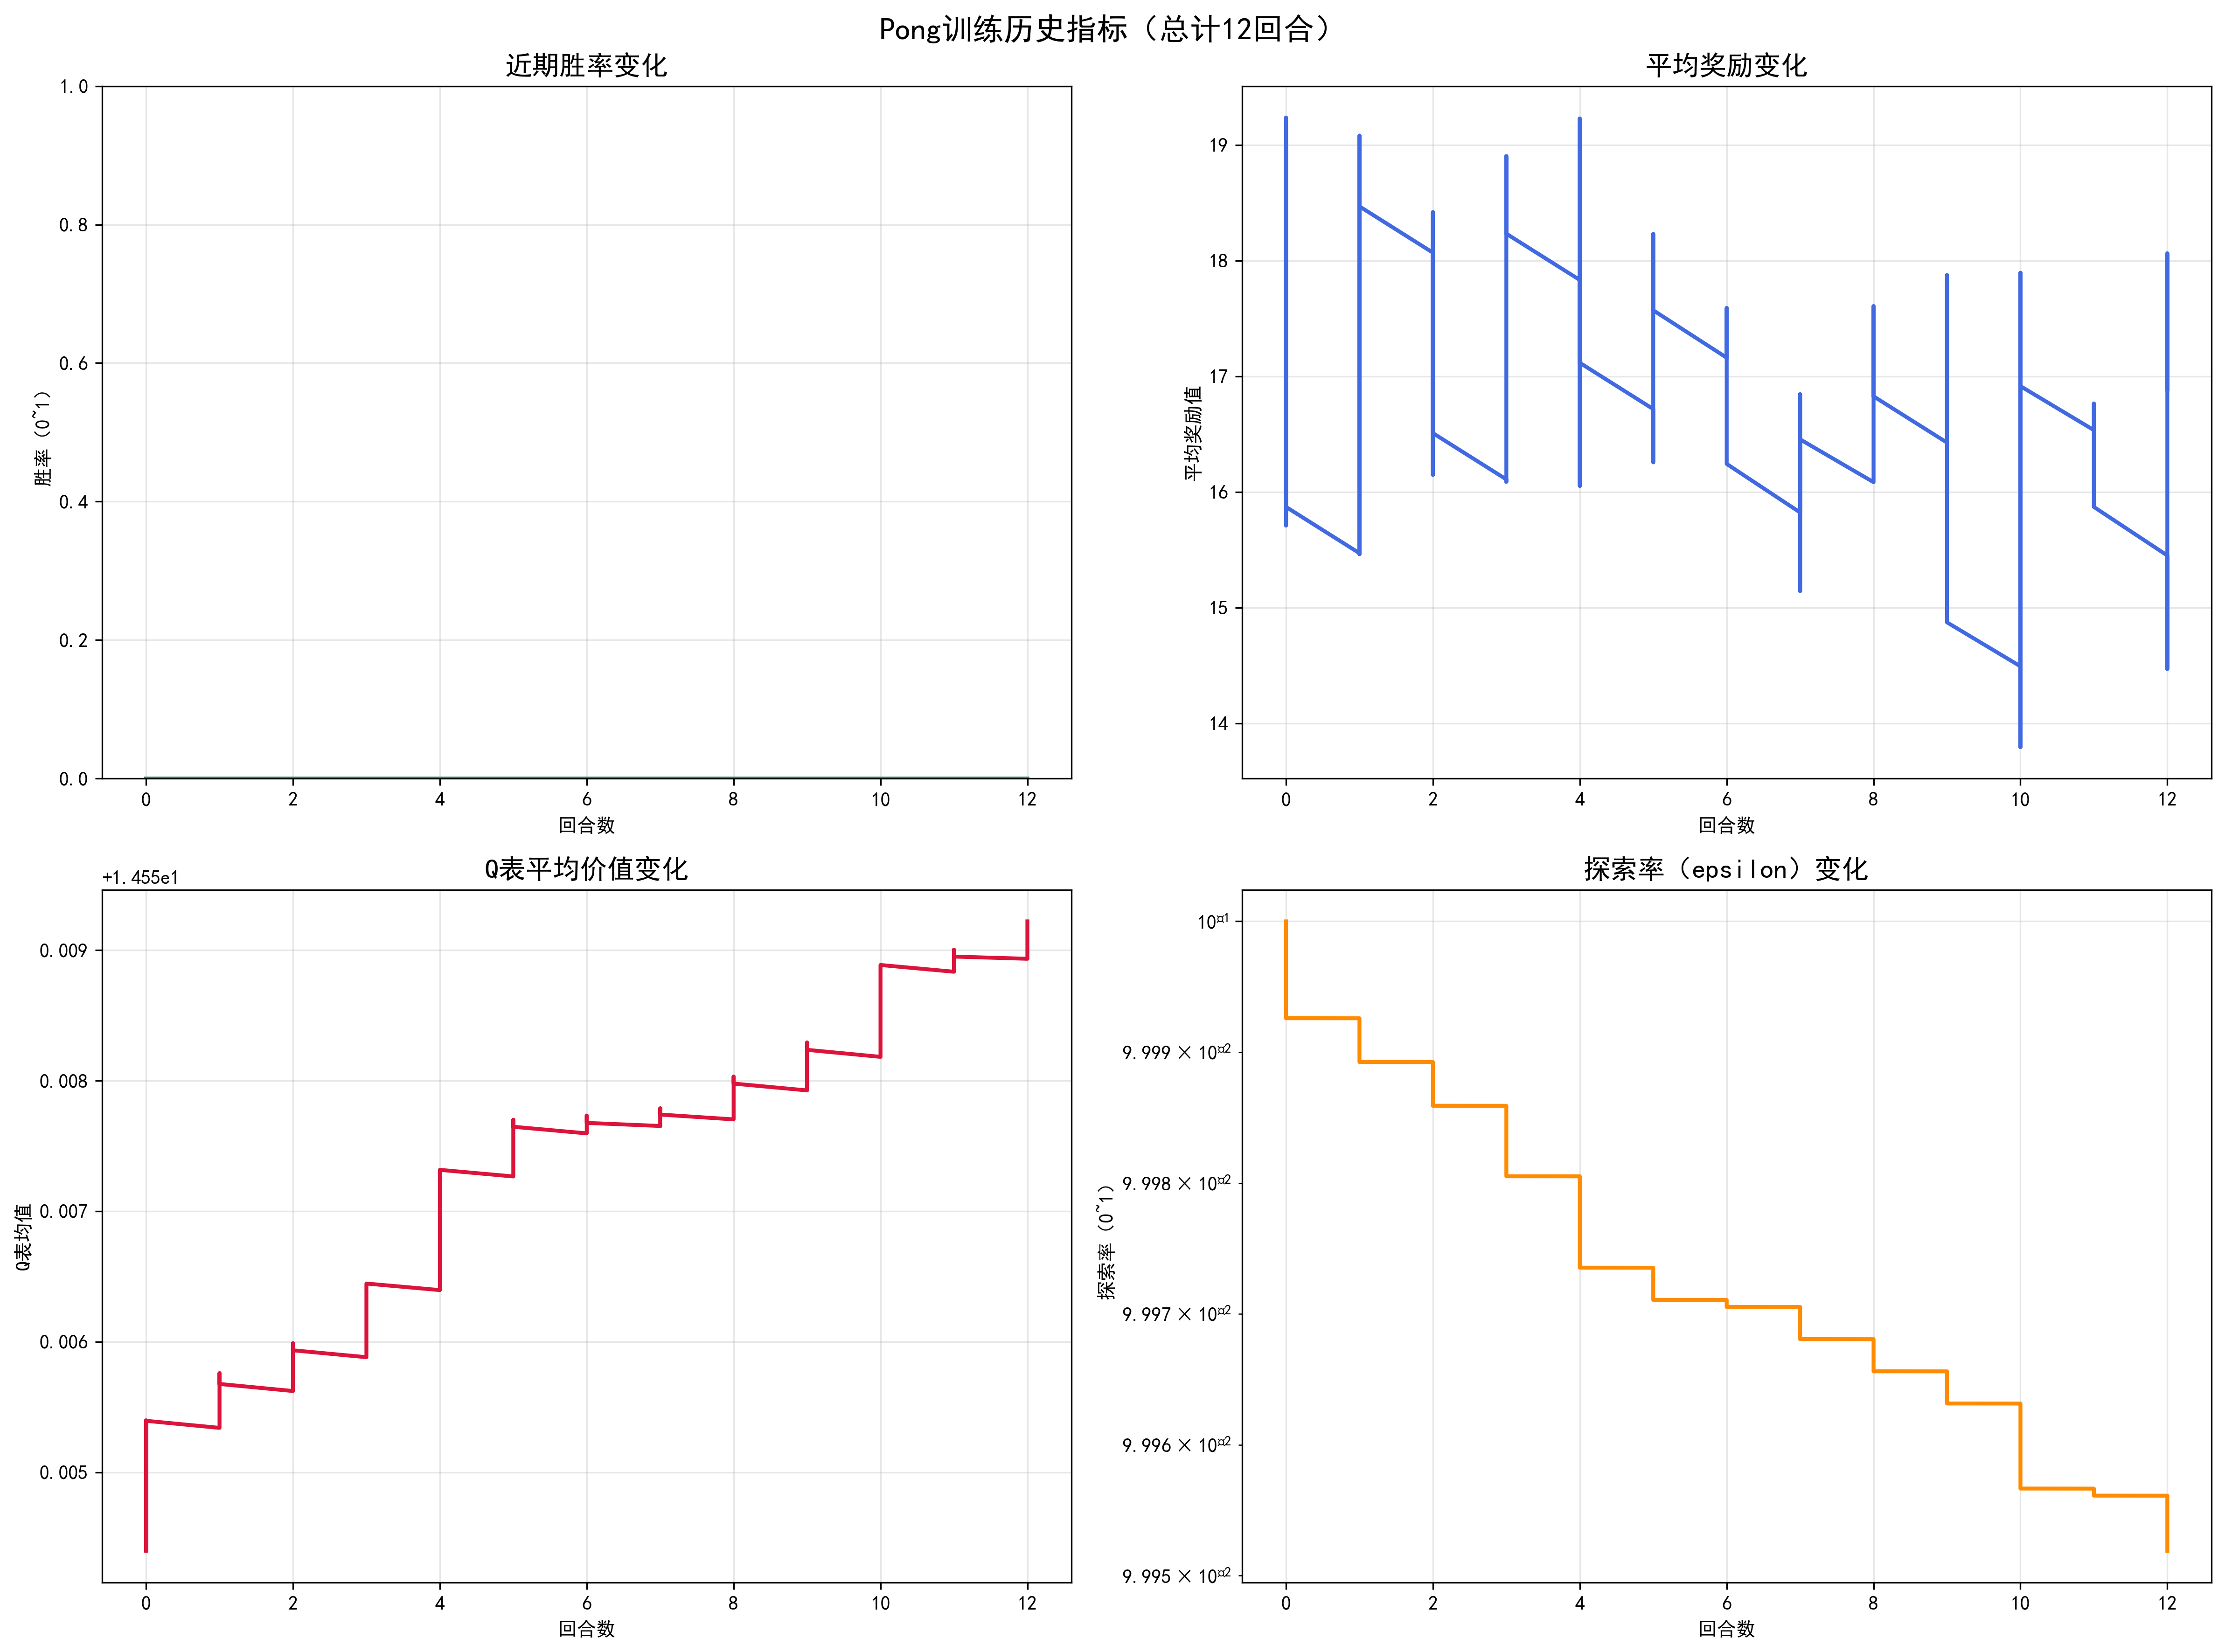 Pong训练历史指标（总计12回合）
近期胜率变化
1.0
0.8
0.6
0.4
0.2
0.0
胜率（0~1）
0 2 4 6 8 10 12
回合数
平均奖励变化
19
18
17
16
15
14
平均奖励值
0 2 4 6 8 10 12
回合数
Q表平均价值变化
+1.455e1
0.009
0.008
0.007
0.006
0.005
Q表均值
0 2 4 6 8 10 12
回合数
探索率（epsilon）变化
10¤1
9.999 × 10¤2
9.998 × 10¤2
9.997 × 10¤2
9.996 × 10¤2
9.995 × 10¤2
探索率（0~1）
0 2 4 6 8 10 12
回合数